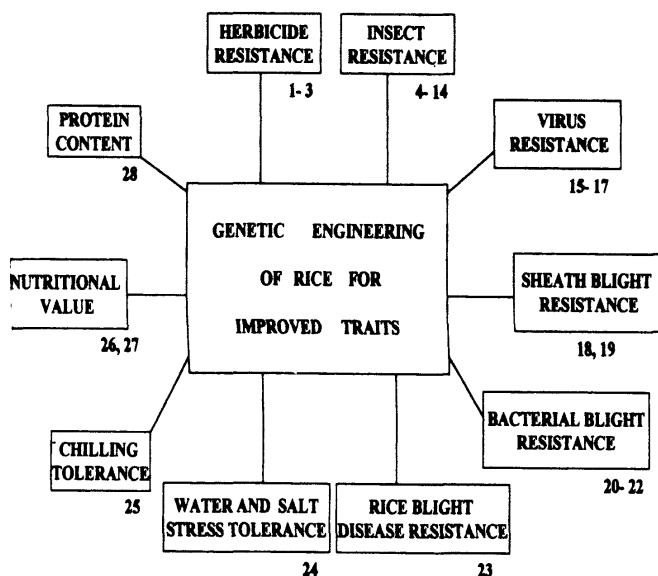 HERBICIDE
RESISTANCE
1- 3
INSECT
RESISTANCE
4- 14
PROTEIN
CONTENT
28
VIRUS
RESISTANCE
15- 17
GENETIC ENGINEERING
OF RICE FOR
IMPROVED TRAITS
NUTRITIONAL
VALUE
26, 27
SHEATH BLIGHT
RESISTANCE
18, 19
CHILLING
TOLERANCE
25
BACTERIAL BLIGHT
RESISTANCE
20- 22
WATER AND SALT
STRESS TOLERANCE
24
RICE BLIGHT
DISEASE RESISTANCE
23